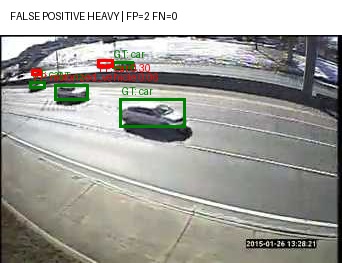 FALSE POSITIVE HEAVY | FP=2 FN=0
GT: car
GT: car
2015-01-26 13:28:21